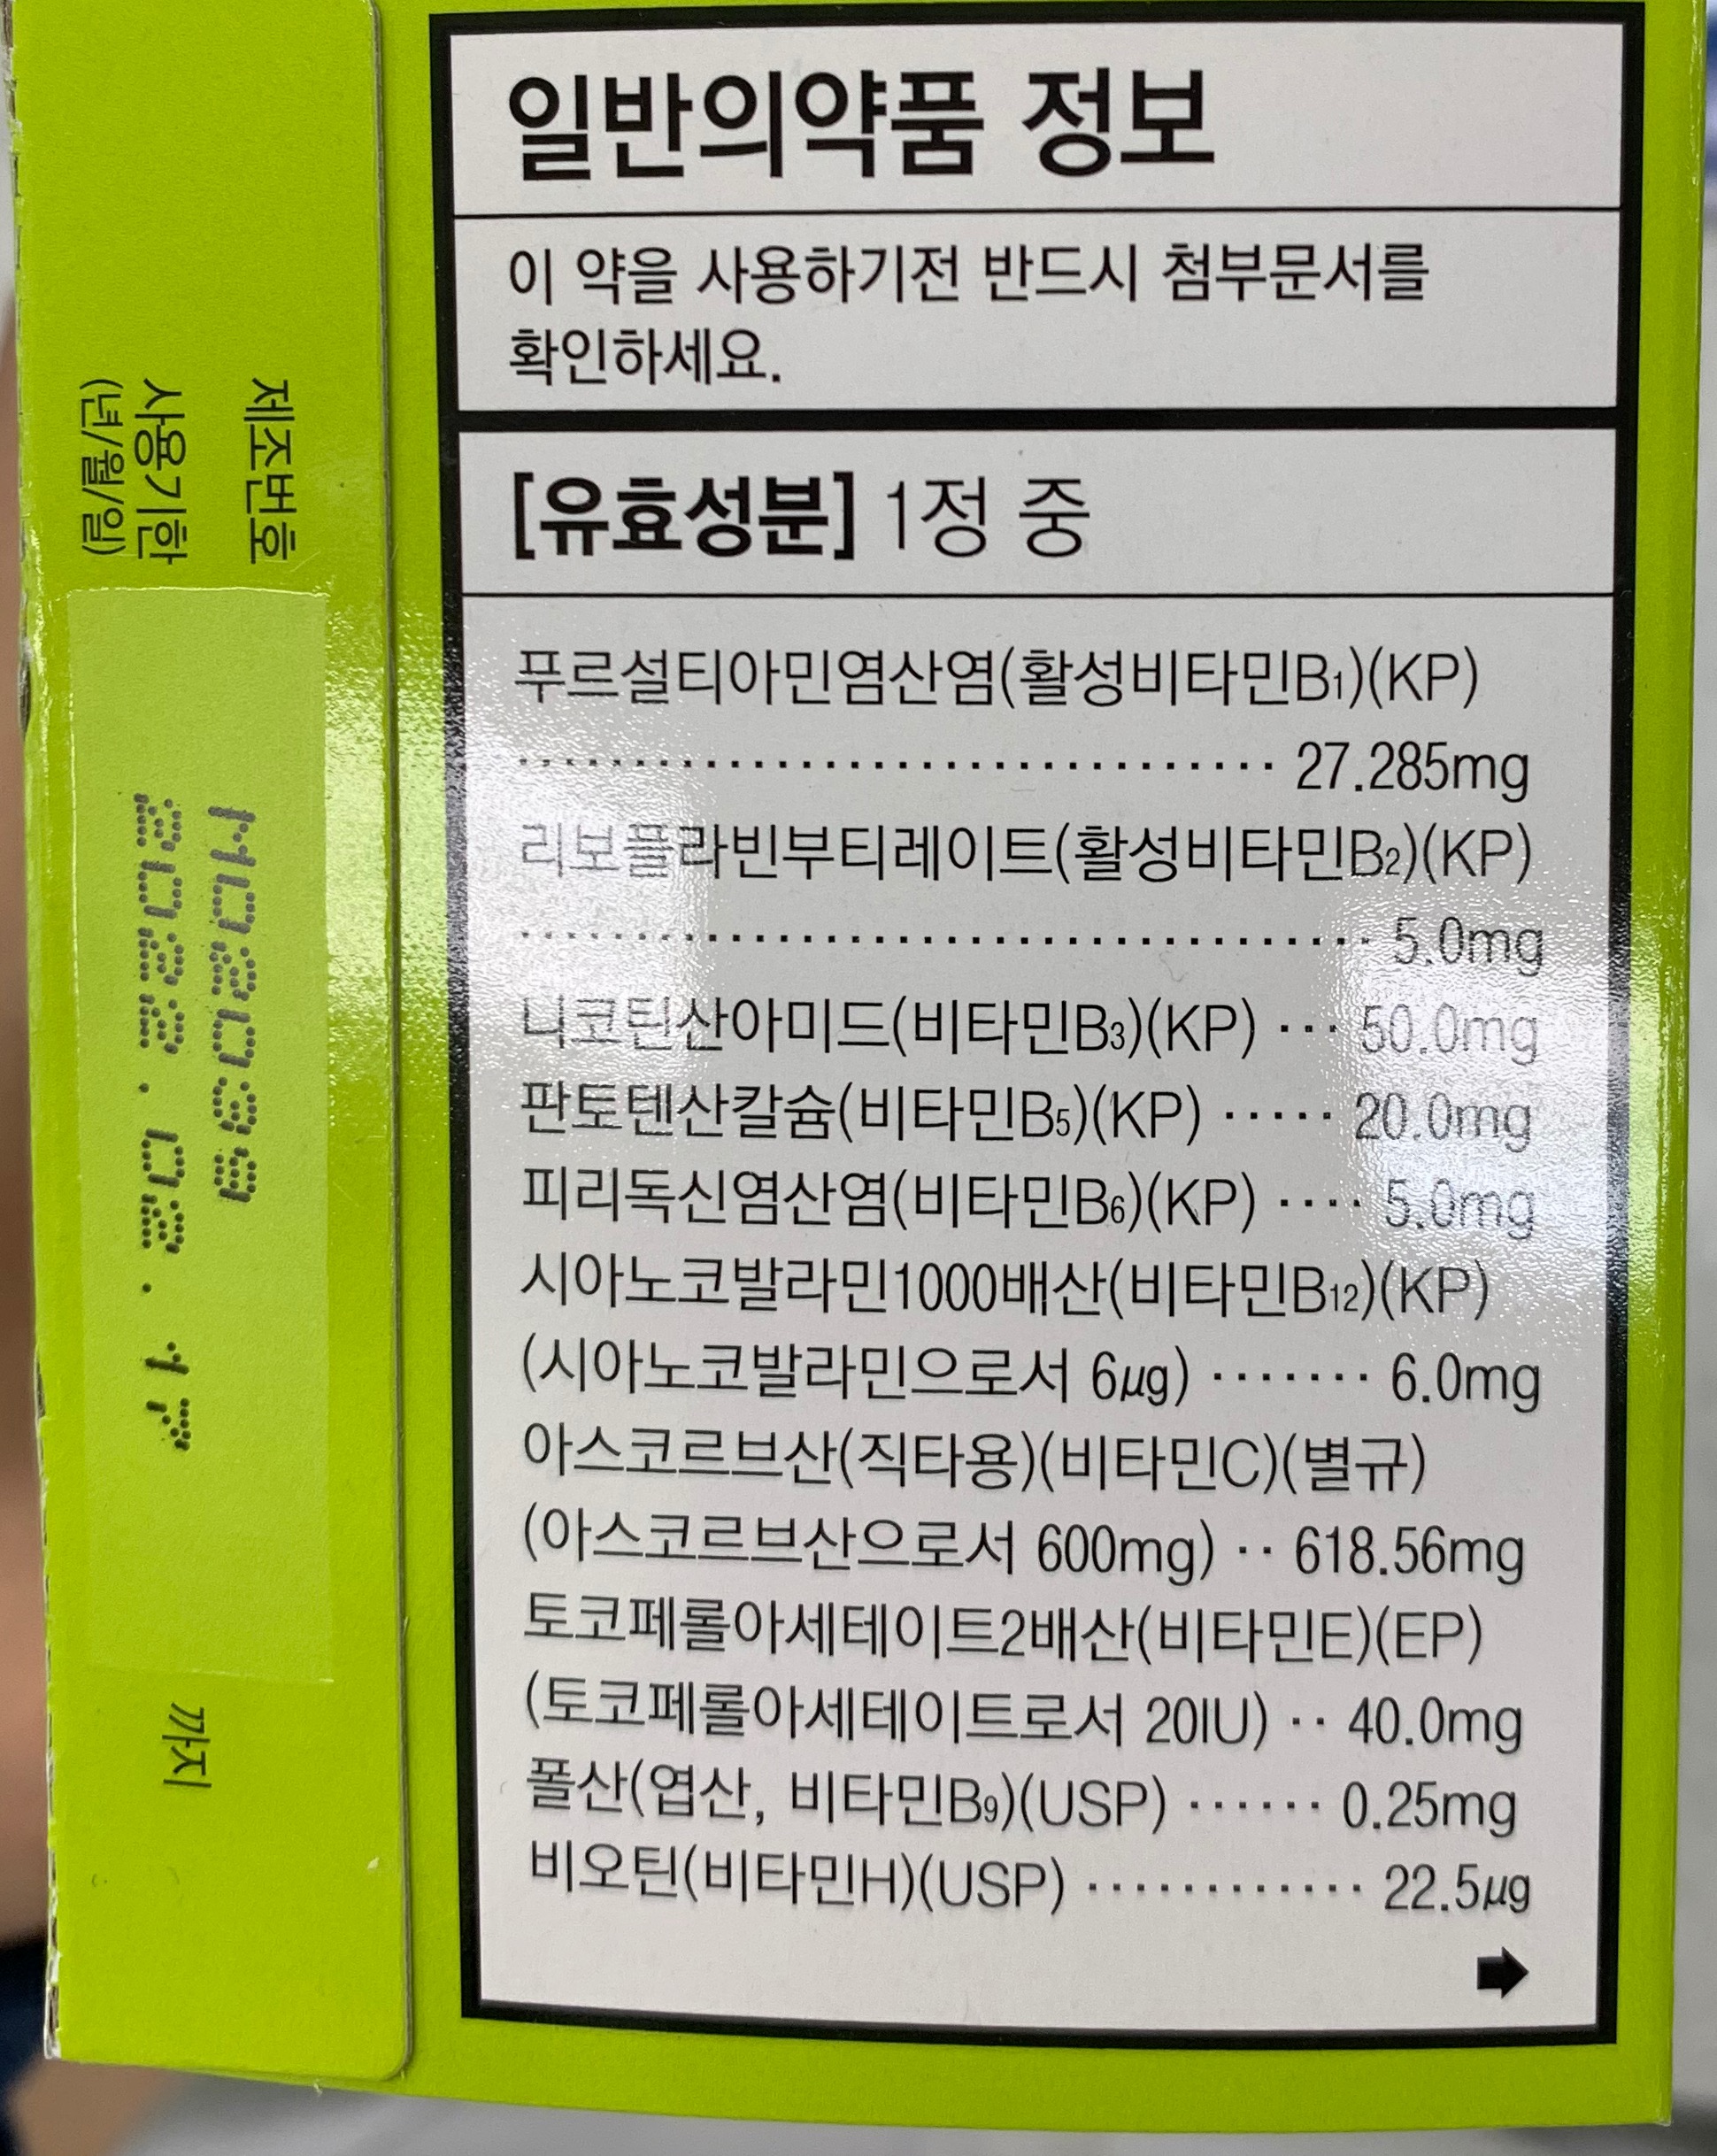 일반의약품 정보
이 약을 사용하기전 반드시 첨부문서를
확인하세요.
[유효성분] 1정 중
푸르설티아민염산염(활성비타민B₁)(KP)
································ 27.285mg
리보플라빈부티레이트(활성비타민B₂)(KP)
···································· 5.0mg
니코틴산아미드(비타민B₃)(KP) ··· 50.0mg
판토텐산칼슘(비타민B₅)(KP) ····· 20.0mg
피리독신염산염(비타민B₆)(KP) ···· 5.0mg
시아노코발라민1000배산(비타민B₁₂)(KP)
(시아노코발라민으로서 6μg) ······· 6.0mg
아스코르브산(직타용)(비타민C)(별규)
(아스코르브산으로서 600mg) ·· 618.56mg
토코페롤아세테이트2배산(비타민E)(EP)
(토코페롤아세테이트로서 20IU) ·· 40.0mg
폴산(엽산, 비타민B₉)(USP) ······ 0.25mg
비오틴(비타민H)(USP) ············ 22.5μg
➡
제조번호 M02039
사용기한 2022.02.17 까지
(년/월/일)